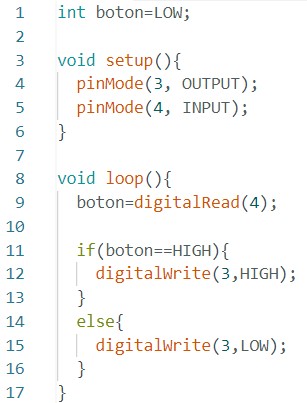 1 int boton=LOW;
2
3 void setup(){
4 pinMode(3, OUTPUT);
5 pinMode(4, INPUT);
6 }
7
8 void loop(){
9 boton=digitalRead(4);
10
11 if(boton==HIGH){
12 digitalWrite(3,HIGH);
13 }
14 else{
15 digitalWrite(3,LOW);
16 }
17 }